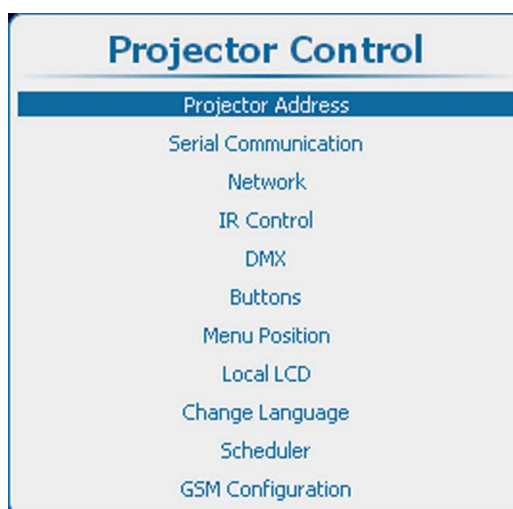 Projector Control
Projector Address
Serial Communication
Network
IR Control
DMX
Buttons
Menu Position
Local LCD
Change Language
Scheduler
GSM Configuration